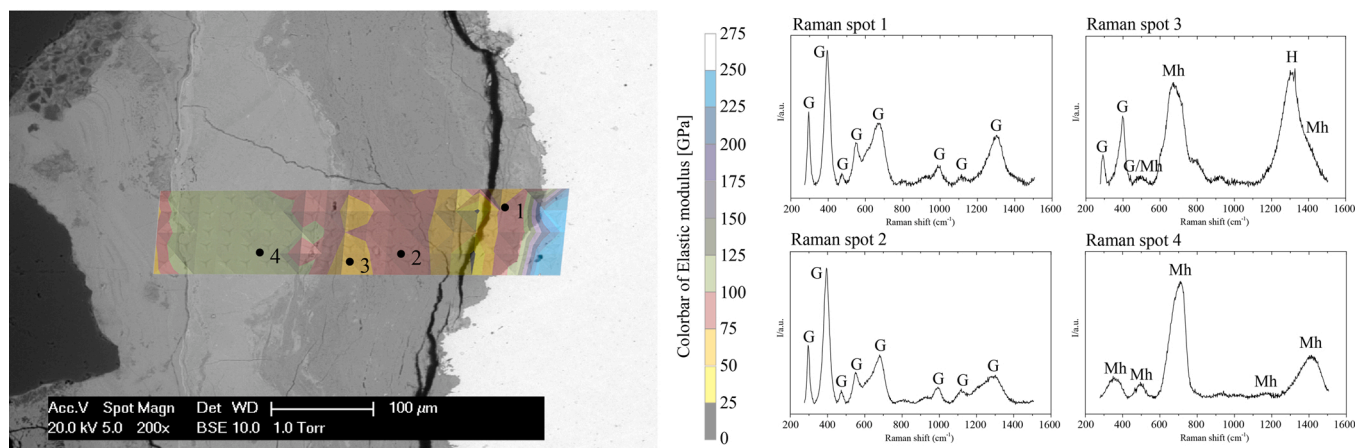 1
2
3
4
Acc.V Spot Magn Det WD 100 µm
20.0 kV 5.0 200x BSE 10.0 1.0 Torr
Colorbar of Elastic modulus [GPa]
275
250
225
200
175
150
125
100
75
50
25
0
Raman spot 1
I/a.u.
G G G G G G G G
200 400 600 800 1000 1200 1400 1600
Raman shift (cm-1)
Raman spot 3
I/a.u.
G G G/Mh Mh H Mh
200 400 600 800 1000 1200 1400 1600
Raman shift (cm-1)
Raman spot 2
I/a.u.
G G G G G G G G
200 400 600 800 1000 1200 1400 1600
Raman shift (cm-1)
Raman spot 4
I/a.u.
Mh Mh Mh Mh Mh
200 400 600 800 1000 1200 1400 1600
Raman shift (cm-1)